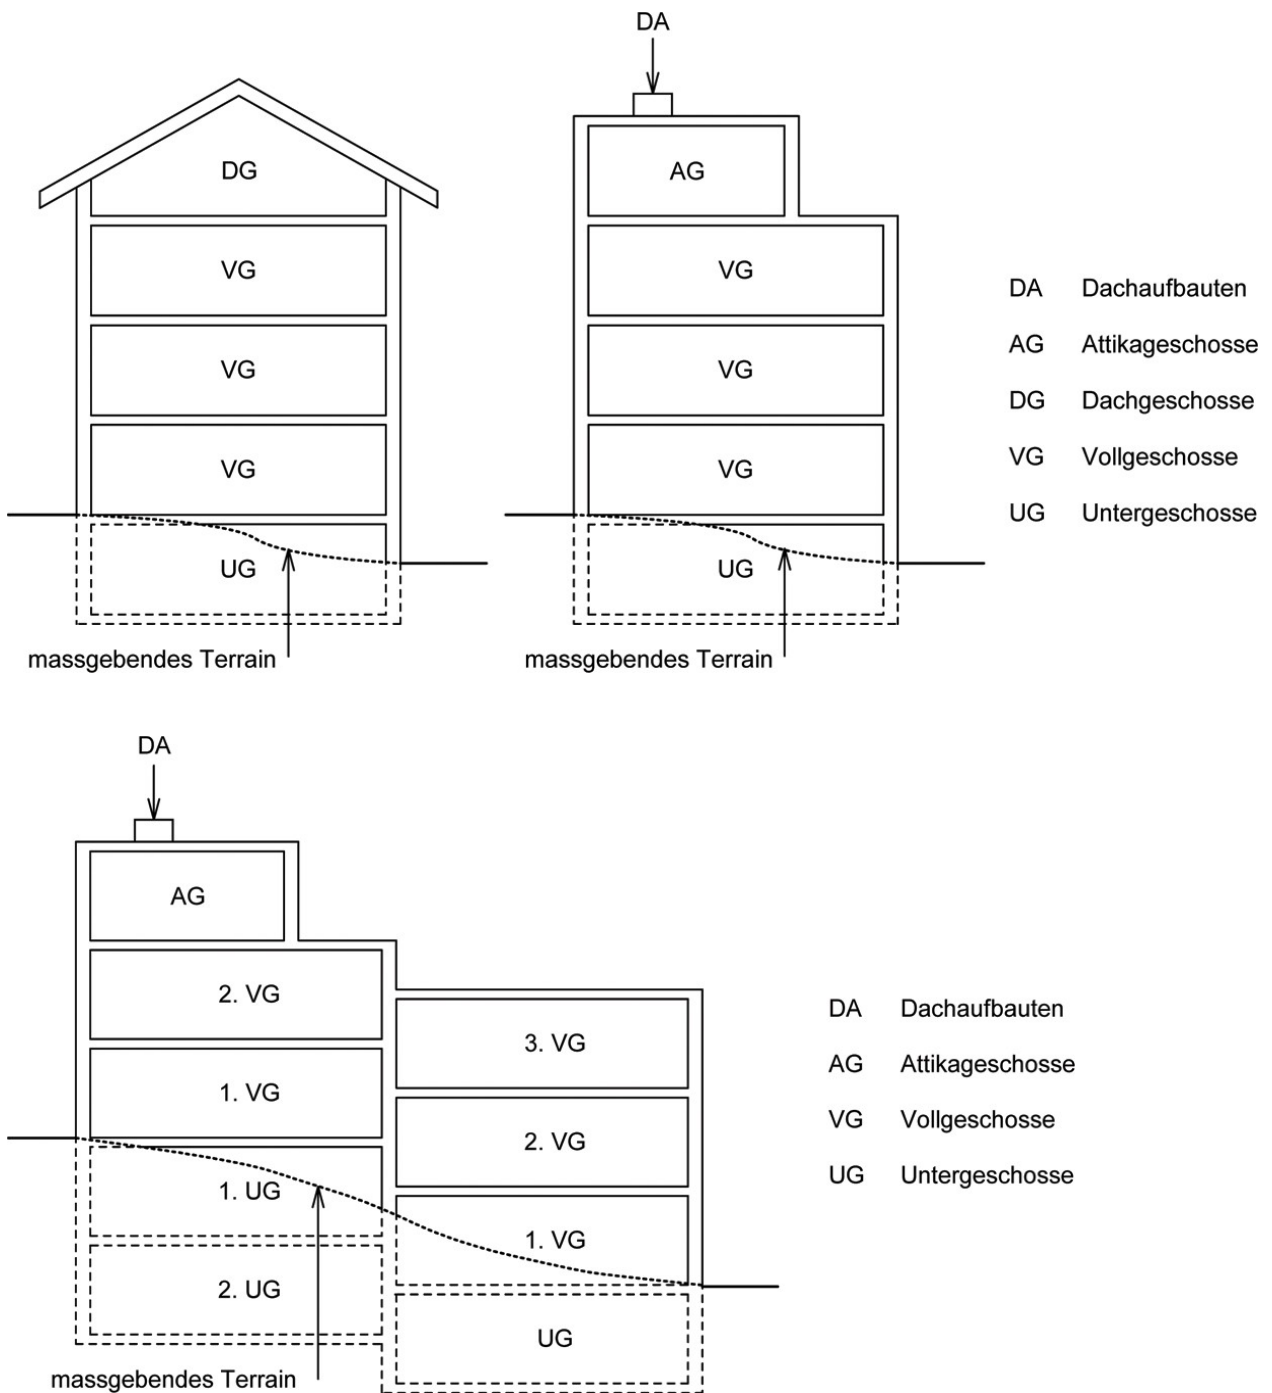 DA
DG
AG
VG
VG
VG
VG
VG
VG
UG
UG
massgebendes Terrain
massgebendes Terrain
DA Dachaufbauten
AG Attikageschosse
DG Dachgeschosse
VG Vollgeschosse
UG Untergeschosse
DA
AG
2. VG
1. VG
1. UG
2. UG
3. VG
2. VG
1. VG
UG
massgebendes Terrain
DA Dachaufbauten
AG Attikageschosse
VG Vollgeschosse
UG Untergeschosse